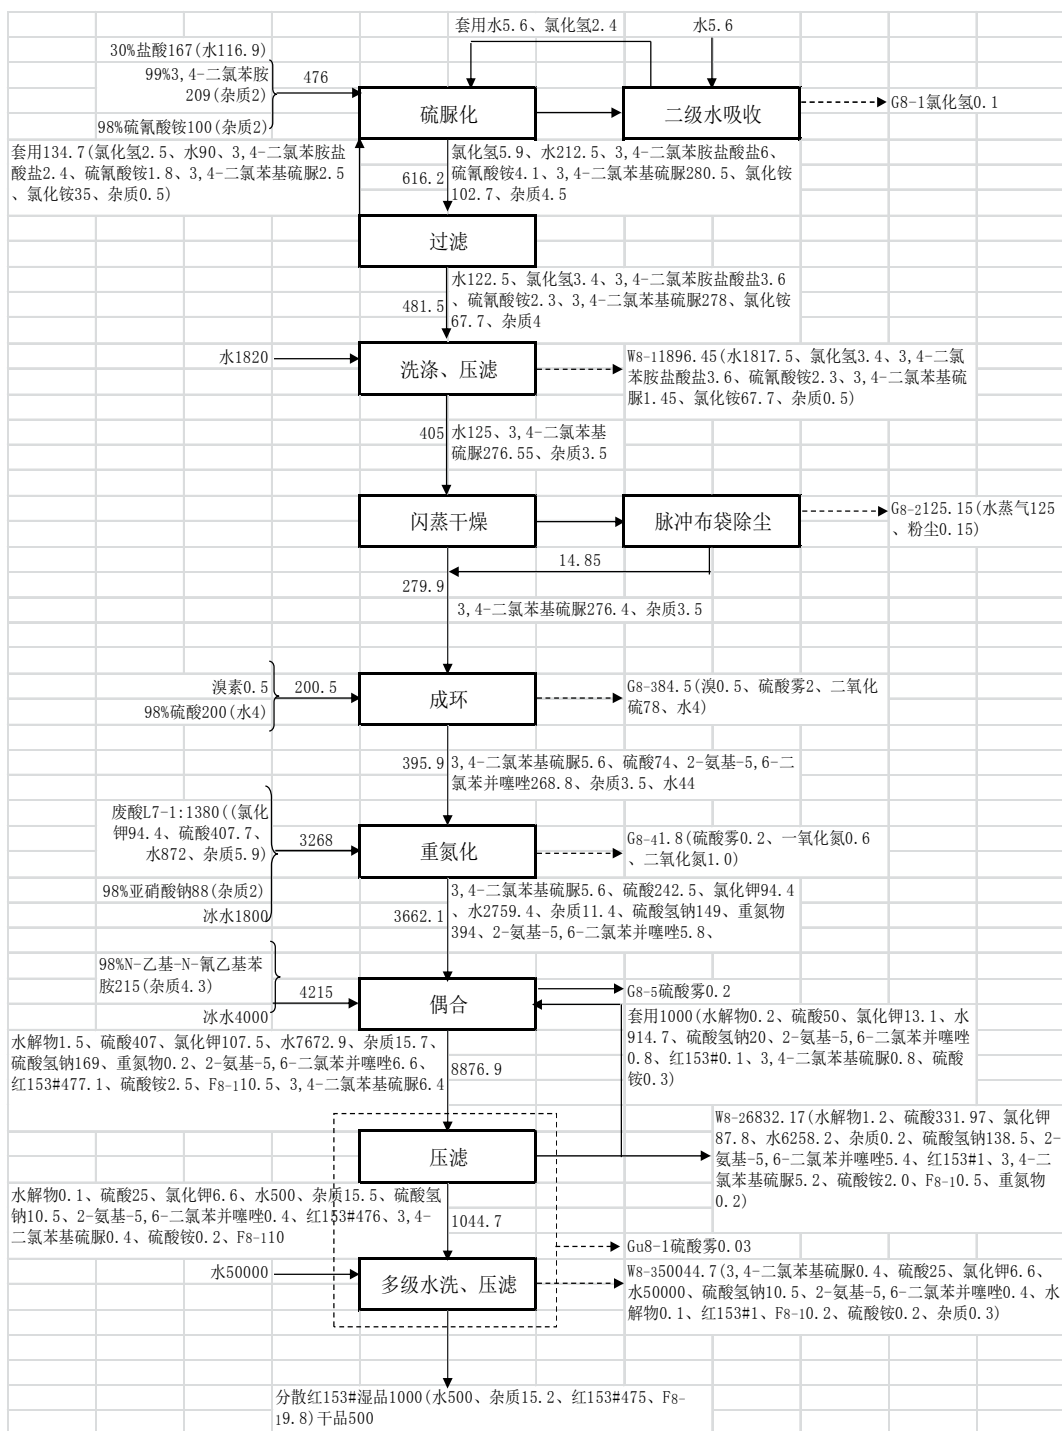 套用水5.6、氯化氢2.4
水5.6
30%盐酸167(水116.9)
99%3,4-二氯苯胺
209(杂质2)
98%硫氰酸铵100(杂质2)
476
硫脲化
二级水吸收
G8-1氯化氢0.1
套用134.7(氯化氢2.5、水90、3,4-二氯苯胺盐
酸盐2.4、硫氰酸铵1.8、3,4-二氯苯基硫脲2.5
、氯化铵35、杂质0.5)
616.2
氯化氢5.9、水212.5、3,4-二氯苯胺盐酸盐6、
硫氰酸铵4.1、3,4-二氯苯基硫脲280.5、氯化铵
102.7、杂质4.5
过滤
481.5
水122.5、氯化氢3.4、3,4-二氯苯胺盐酸盐3.6
、硫氰酸铵2.3、3,4-二氯苯基硫脲278、氯化铵
67.7、杂质4
水1820
洗涤、压滤
W8-11896.45(水1817.5、氯化氢3.4、3,4-二氯
苯胺盐酸盐3.6、硫氰酸铵2.3、3,4-二氯苯基硫
脲1.45、氯化铵67.7、杂质0.5)
405
水125、3,4-二氯苯基
硫脲276.55、杂质3.5
闪蒸干燥
脉冲布袋除尘
G8-2125.15(水蒸气125
、粉尘0.15)
14.85
279.9
3,4-二氯苯基硫脲276.4、杂质3.5
溴素0.5
98%硫酸200(水4)
200.5
成环
G8-384.5(溴0.5、硫酸雾2、二氧化
硫78、水4)
395.9
3,4-二氯苯基硫脲5.6、硫酸74、2-氨基-5,6-二
氯苯并噻唑268.8、杂质3.5、水44
废酸L7-1:1380((氯化
钾94.4、硫酸407.7、
水872、杂质5.9)
98%亚硝酸钠88(杂质2)
冰水1800
3268
重氮化
G8-41.8(硫酸雾0.2、一氧化氮0.6
、二氧化氮1.0)
3662.1
3,4-二氯苯基硫脲5.6、硫酸242.5、氯化钾94.4
、水2759.4、杂质11.4、硫酸氢钠149、重氮物
394、2-氨基-5,6-二氯苯并噻唑5.8、
98%N-乙基-N-氰乙基苯
胺215(杂质4.3)
冰水4000
4215
偶合
G8-5硫酸雾0.2
套用1000(水解物0.2、硫酸50、氯化钾13.1、水
914.7、硫酸氢钠20、2-氨基-5,6-二氯苯并噻唑
0.8、红153#0.1、3,4-二氯苯基硫脲0.8、硫酸
铵0.3)
水解物1.5、硫酸407、氯化钾107.5、水7672.9、杂质15.7、
硫酸氢钠169、重氮物0.2、2-氨基-5,6-二氯苯并噻唑6.6、
红153#477.1、硫酸铵2.5、F8-110.5、3,4-二氯苯基硫脲6.4
8876.9
压滤
W8-26832.17(水解物1.2、硫酸331.97、氯化钾
87.8、水6258.2、杂质0.2、硫酸氢钠138.5、2-
氨基-5,6-二氯苯并噻唑5.4、红153#1、3,4-二
氯苯基硫脲5.2、硫酸铵2.0、F8-10.5、重氮物
0.2)
水解物0.1、硫酸25、氯化钾6.6、水500、杂质15.5、硫酸氢
钠10.5、2-氨基-5,6-二氯苯并噻唑0.4、红153#476、3,4-
二氯苯基硫脲0.4、硫酸铵0.2、F8-110
1044.7
Gu8-1硫酸雾0.03
水50000
多级水洗、压滤
W8-350044.7(3,4-二氯苯基硫脲0.4、硫酸25、氯化钾6.6、
水50000、硫酸氢钠10.5、2-氨基-5,6-二氯苯并噻唑0.4、水
解物0.1、红153#1、F8-10.2、硫酸铵0.2、杂质0.3)
分散红153#湿品1000(水500、杂质15.2、红153#475、F8-
19.8)干品500